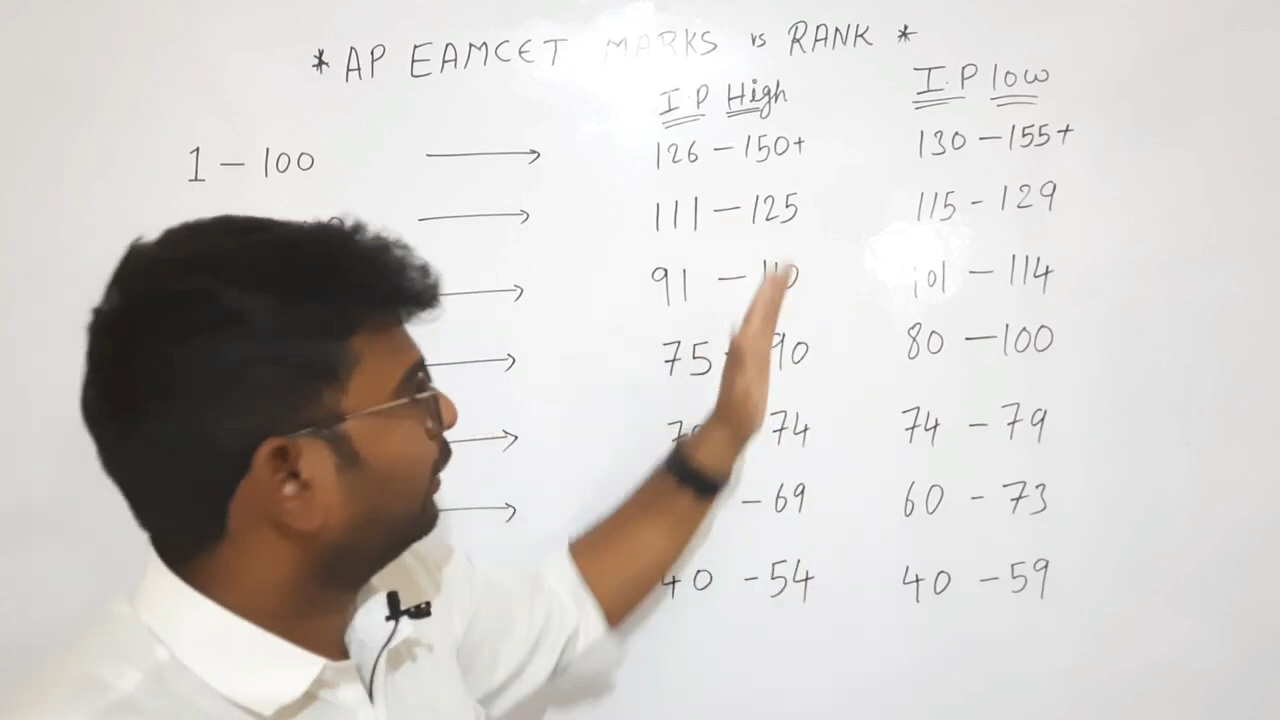 * AP EAMCET MARKS vs RANK *
I.P High I.P low
1 - 100 126 - 150+ 130 - 155+
111 - 125 115 - 129
91 - 110 101 - 114
75 - 90 80 - 100
74 74 - 79
- 69 60 - 73
40 - 54 40 - 59